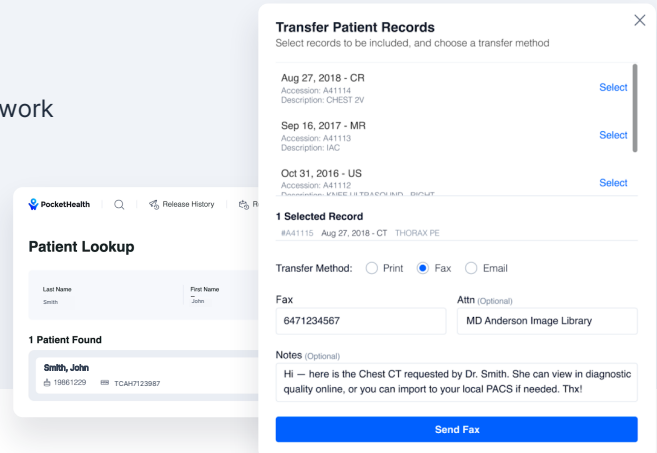 work
PocketHealth
Release History
Patient Lookup
Last Name
Smith
First Name
John
1 Patient Found
Smith, John
19861229
TCAH7123987
Transfer Patient Records
Select records to be included, and choose a transfer method
Aug 27, 2018 - CR
Accession: A41114
Description: CHEST 2V
Select
Sep 16, 2017 - MR
Accession: A41113
Description: IAC
Select
Oct 31, 2016 - US
Accession: A41112
Description: KNEE ULTRASOUND - RIGHT
Select
1 Selected Record
#A41115 Aug 27, 2018 - CT THORAX PE
Transfer Method: Print Fax Email
Fax
6471234567
Attn (Optional)
MD Anderson Image Library
Notes (Optional)
Hi — here is the Chest CT requested by Dr. Smith. She can view in diagnostic
quality online, or you can import to your local PACS if needed. Thx!
Send Fax